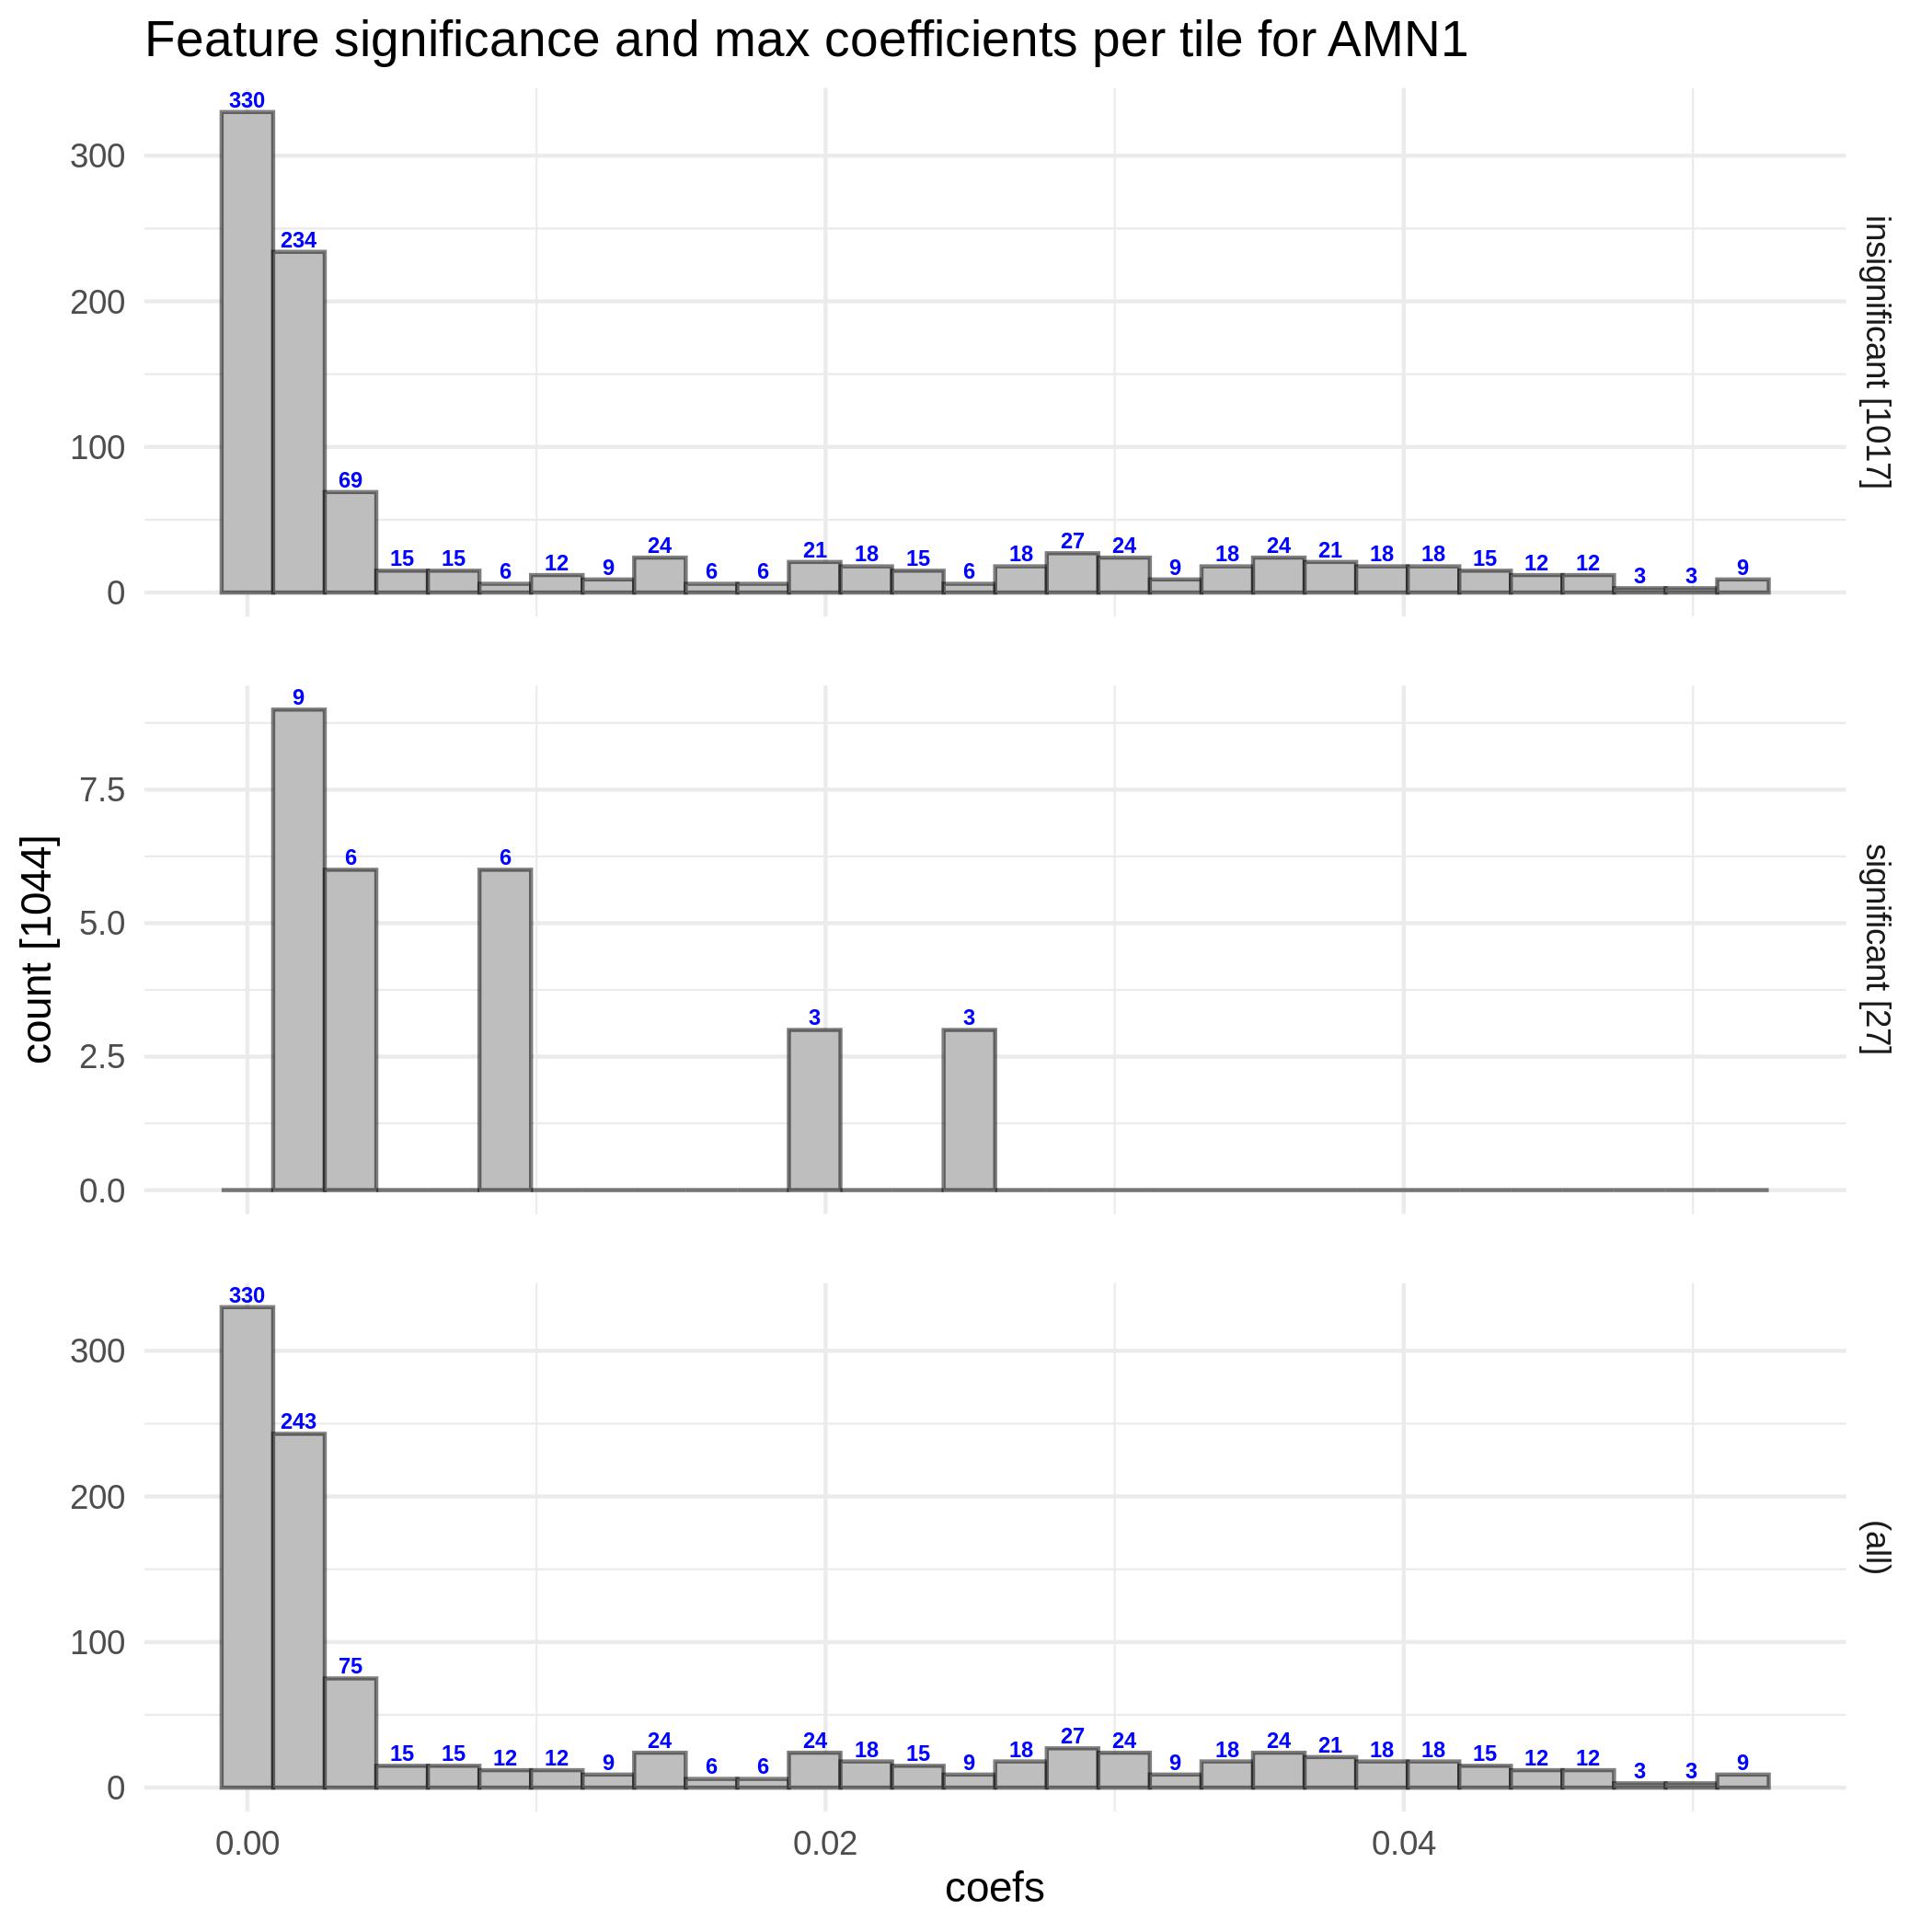 Feature significance and max coefficients per tile for AMN1
330
234
69
15 15 6 12 9 24 6 6 21 18 15 6 18 27 24 9 18 24 21 18 18 15 12 12 3 3 9
300
200
100
0
insignificant [1017]
9
6
6
3
3
7.5
5.0
2.5
0.0
significant [27]
count [1044]
330
243
75
15 15 12 12 9 24 6 6 24 18 15 9 18 27 24 9 18 24 21 18 18 15 12 12 3 3 9
300
200
100
0
(all)
0.00 0.02 0.04
coefs